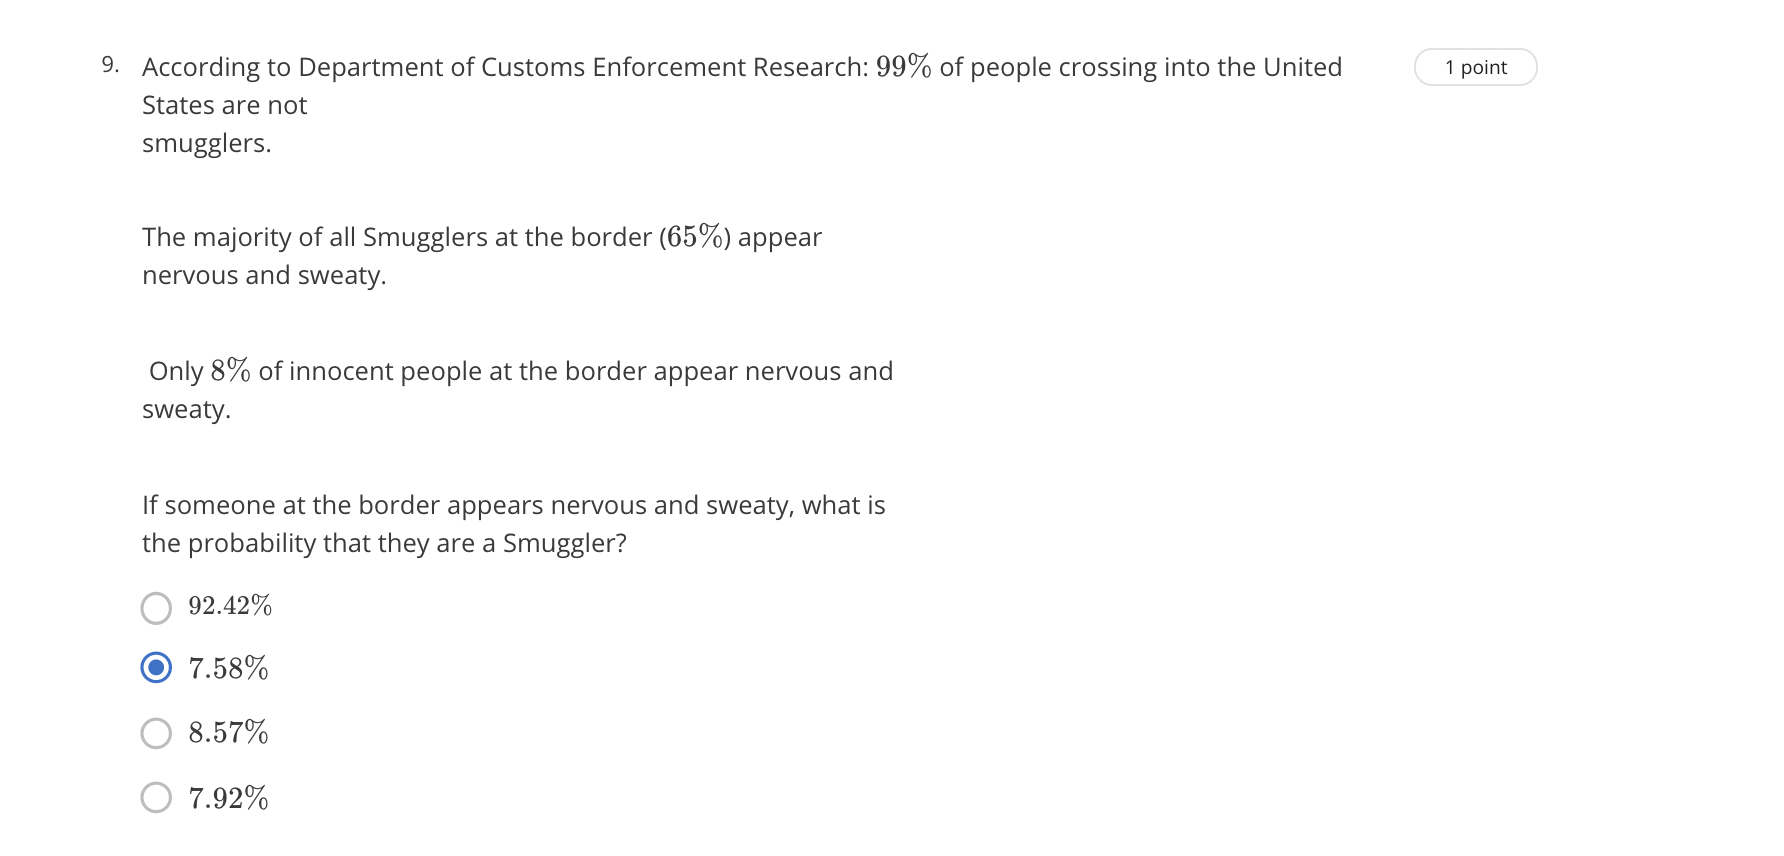 9. According to Department of Customs Enforcement Research: 99% of people crossing into the United
1 point
States are not
smugglers.
The majority of all Smugglers at the border (65%) appear
nervous and sweaty.
Only 8% of innocent people at the border appear nervous and
sweaty.
If someone at the border appears nervous and sweaty, what is
the probability that they are a Smuggler?
92.42%
7.58%
8.57%
7.92%